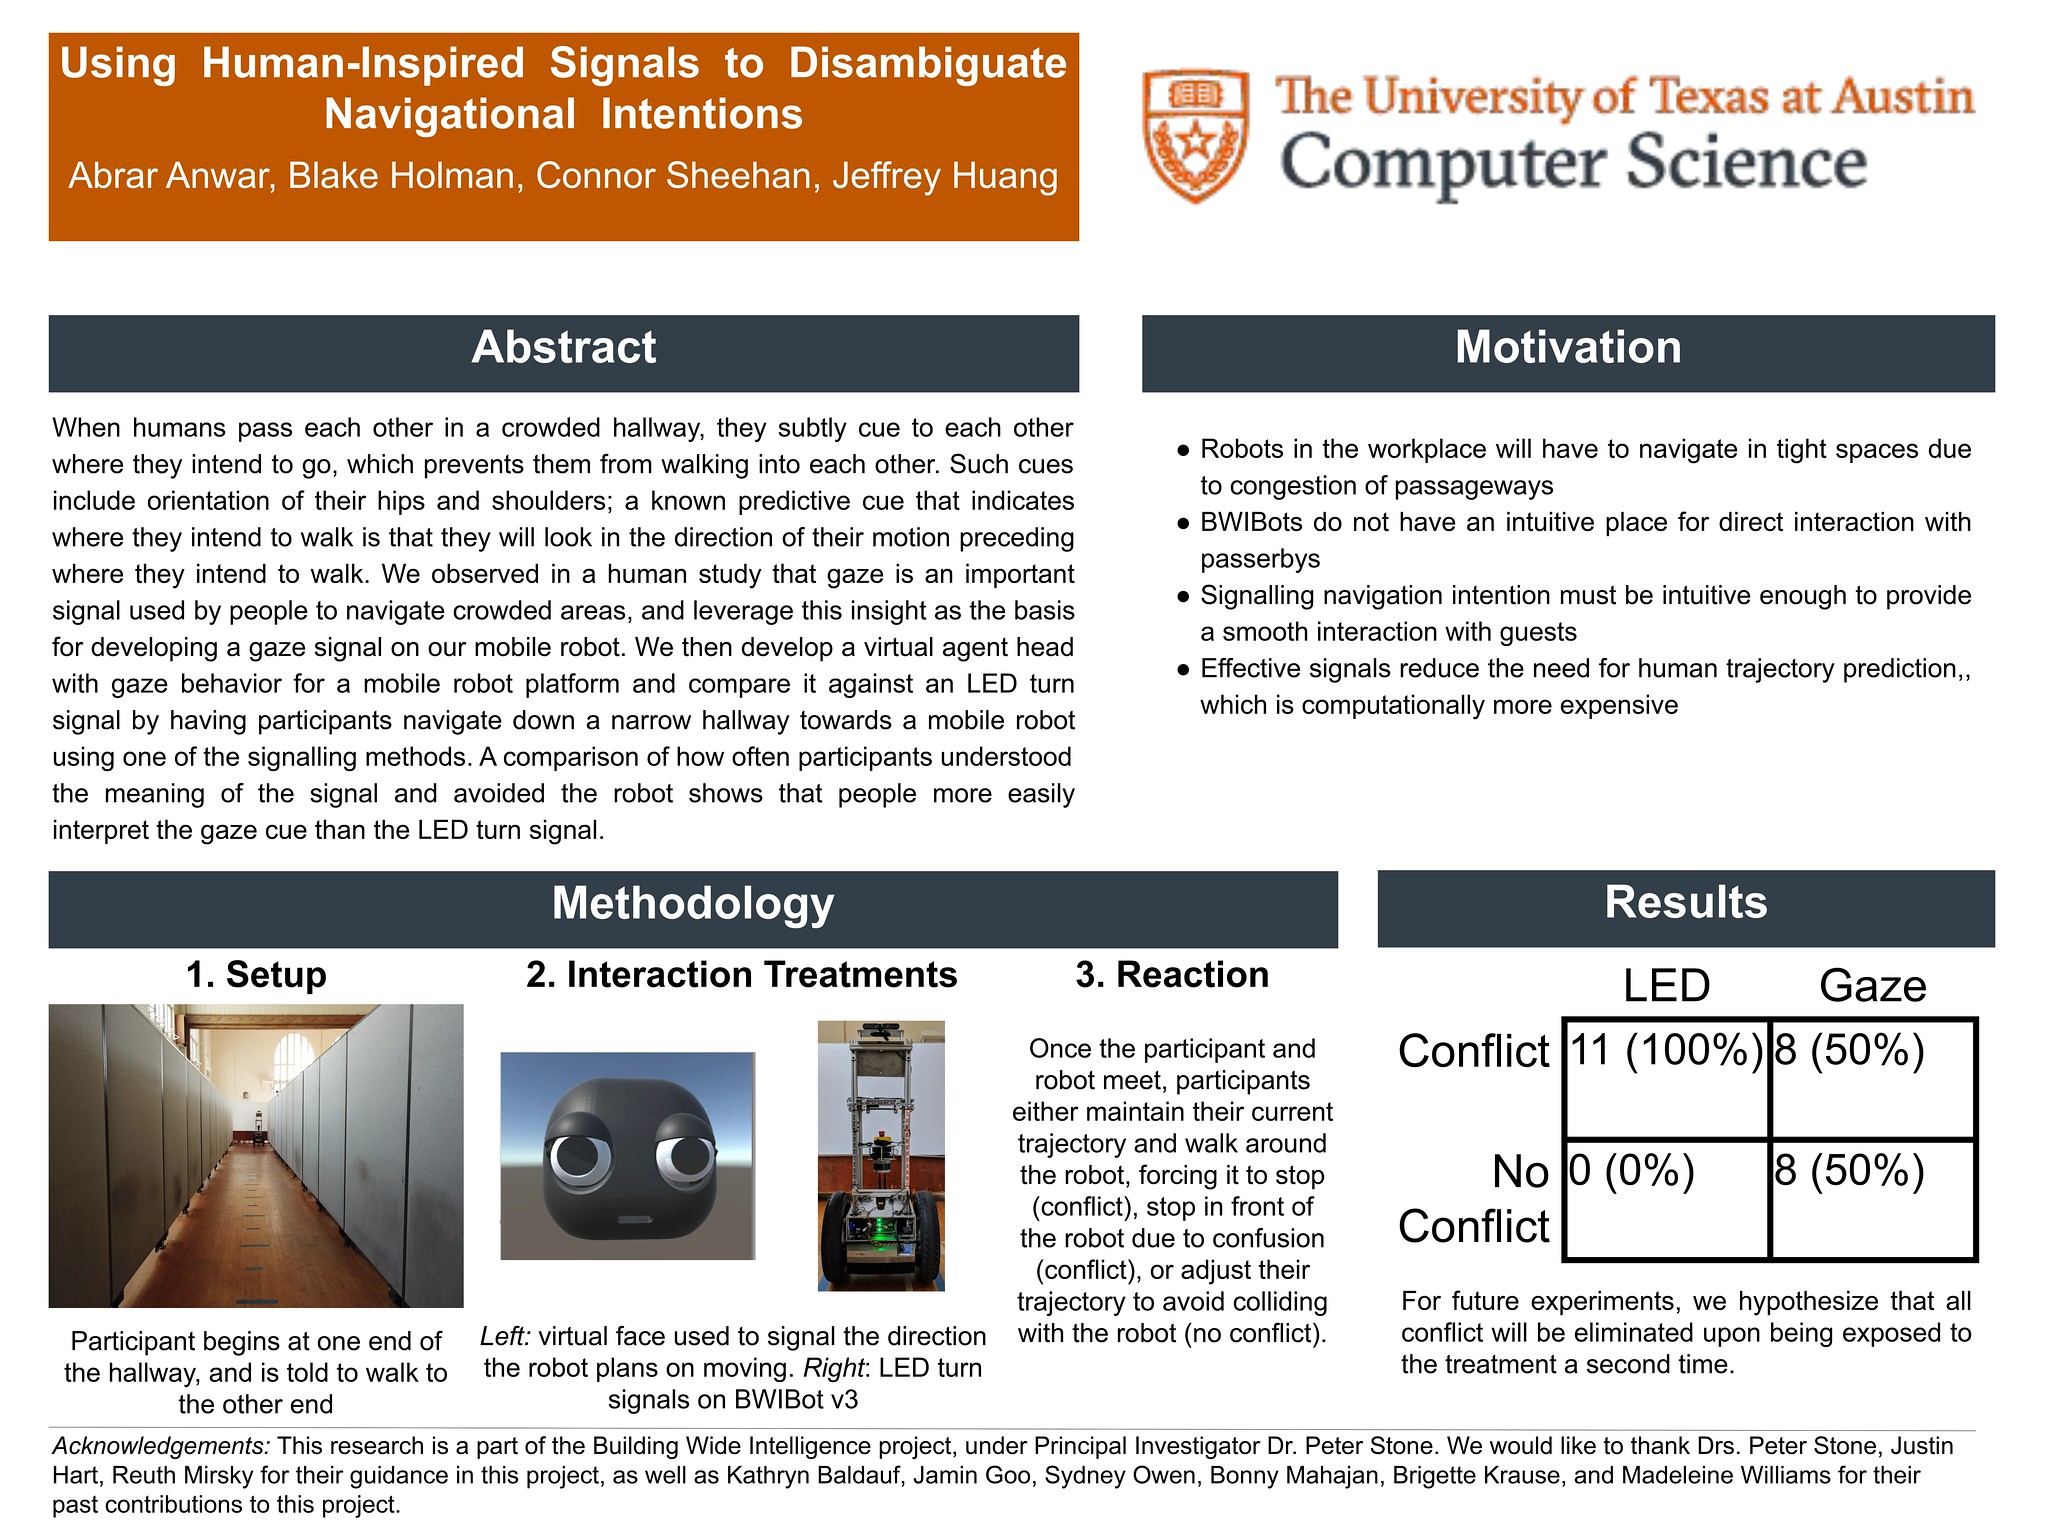 Using Human-Inspired Signals to Disambiguate
Navigational Intentions
Abrar Anwar, Blake Holman, Connor Sheehan, Jeffrey Huang
The University of Texas at Austin
Computer Science
Abstract
When humans pass each other in a crowded hallway, they subtly cue to each other
where they intend to go, which prevents them from walking into each other. Such cues
include orientation of their hips and shoulders; a known predictive cue that indicates
where they intend to walk is that they will look in the direction of their motion preceding
where they intend to walk. We observed in a human study that gaze is an important
signal used by people to navigate crowded areas, and leverage this insight as the basis
for developing a gaze signal on our mobile robot. We then develop a virtual agent head
with gaze behavior for a mobile robot platform and compare it against an LED turn
signal by having participants navigate down a narrow hallway towards a mobile robot
using one of the signalling methods. A comparison of how often participants understood
the meaning of the signal and avoided the robot shows that people more easily
interpret the gaze cue than the LED turn signal.
Motivation
● Robots in the workplace will have to navigate in tight spaces due
to congestion of passageways
● BWIBots do not have an intuitive place for direct interaction with
passerbys
● Signalling navigation intention must be intuitive enough to provide
a smooth interaction with guests
● Effective signals reduce the need for human trajectory prediction,,
which is computationally more expensive
Methodology
1. Setup
Participant begins at one end of
the hallway, and is told to walk to
the other end
2. Interaction Treatments
Left: virtual face used to signal the direction
the robot plans on moving. Right: LED turn
signals on BWIBot v3
3. Reaction
Once the participant and
robot meet, participants
either maintain their current
trajectory and walk around
the robot, forcing it to stop
(conflict), stop in front of
the robot due to confusion
(conflict), or adjust their
trajectory to avoid colliding
with the robot (no conflict).
Results
LED Gaze
Conflict 11 (100%) 8 (50%)
No 0 (0%) 8 (50%)
Conflict
For future experiments, we hypothesize that all
conflict will be eliminated upon being exposed to
the treatment a second time.
Acknowledgements: This research is a part of the Building Wide Intelligence project, under Principal Investigator Dr. Peter Stone. We would like to thank Drs. Peter Stone, Justin
Hart, Reuth Mirsky for their guidance in this project, as well as Kathryn Baldauf, Jamin Goo, Sydney Owen, Bonny Mahajan, Brigette Krause, and Madeleine Williams for their
past contributions to this project.